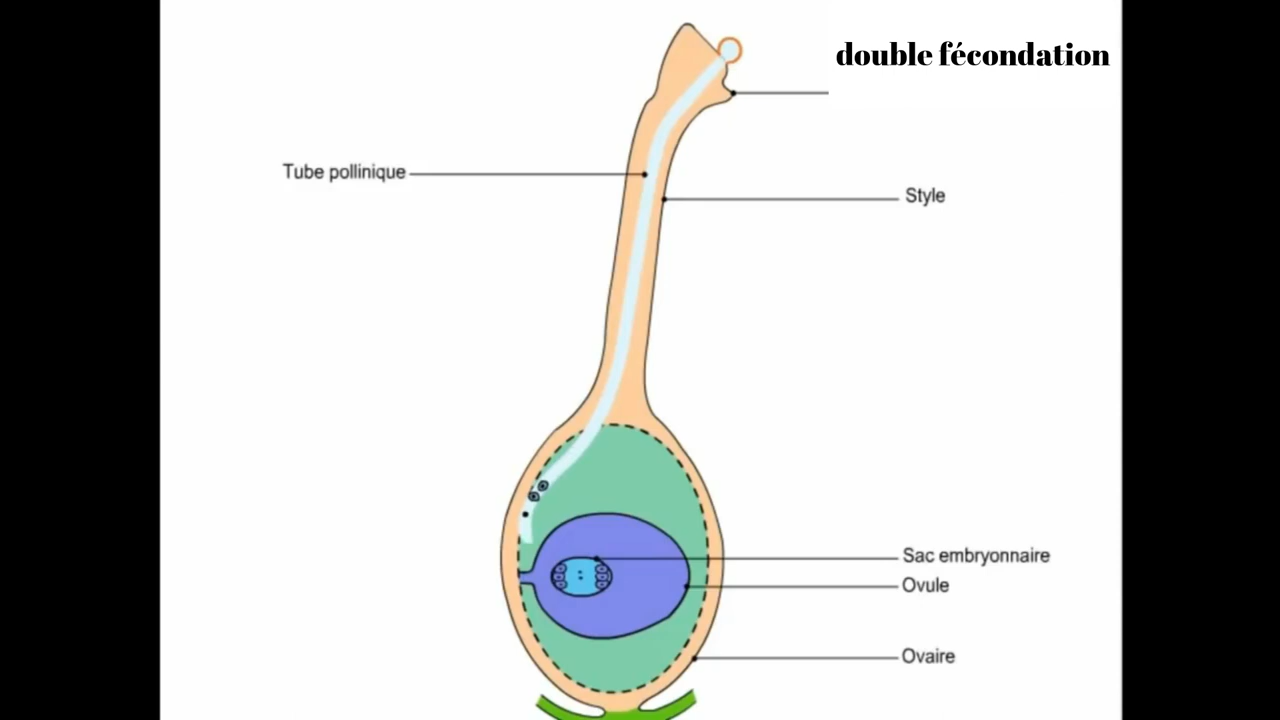 double fécondation
Tube pollinique
Style
Sac embryonnaire
Ovule
Ovaire